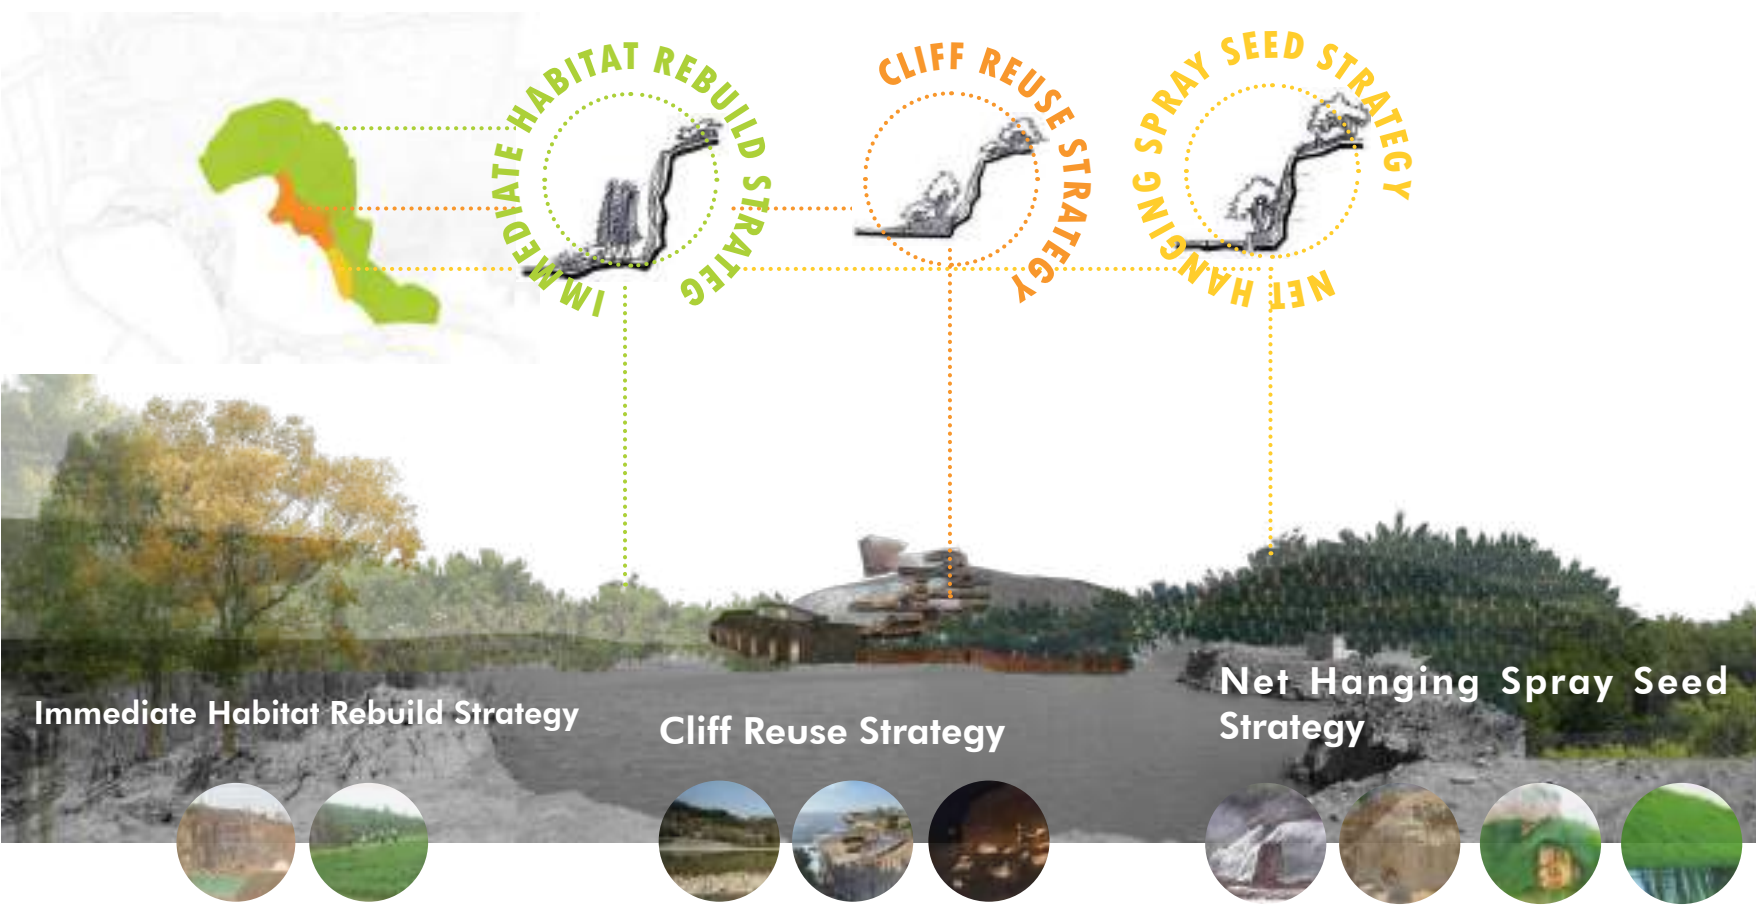 IMMEDIATE HABITAT REBUILD STRATEG
CLIFF REUSE STRATEGY
NET HANGING SPRAY SEED STRATEGY
Immediate Habitat Rebuild Strategy
Cliff Reuse Strategy
Net Hanging Spray Seed
Strategy